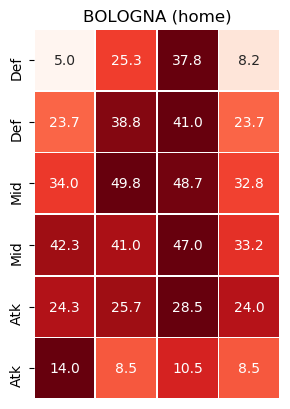 BOLOGNA (home)
Def 5.0 25.3 37.8 8.2
Def 23.7 38.8 41.0 23.7
Mid 34.0 49.8 48.7 32.8
Mid 42.3 41.0 47.0 33.2
Atk 24.3 25.7 28.5 24.0
Atk 14.0 8.5 10.5 8.5